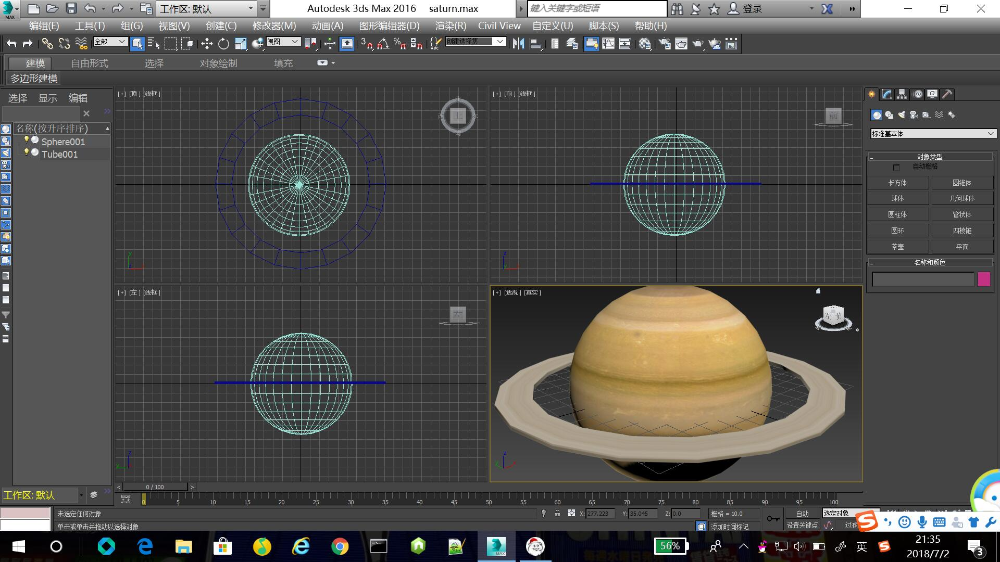 工作区: 默认
Autodesk 3ds Max 2016 saturn.max
键入关键字或短语
登录
MAX
编辑(E) 工具(T) 组(G) 视图(V) 创建(C) 修改器(M) 动画(A) 图形编辑器(D) 渲染(R) Civil View 自定义(U) 脚本(S) 帮助(H)
全部
视图
创建选择集
建模 自由形式 选择 对象绘制 填充
多边形建模
选择 显示 编辑
名称(按升序排序)
Sphere001
Tube001
[+] [顶] [线框]
[+] [前] [线框]
[+] [左] [线框]
[+] [透视] [真实]
上
前
左
标准基本体
对象类型
自动栅格
长方体 圆锥体
球体 几何球体
圆柱体 管状体
圆环 四棱锥
茶壶 平面
名称和颜色
0 / 100
工作区: 默认
0 5 10 15 20 25 30 35 40 45 50 55 60 65 70 75 80 85 90 95 100
未选定任何对象
X: 277.223 Y: 35.045 Z: 0.0
栅格 = 10.0
自动 选定对象
单击或单击并拖动以选择对象
添加时间标记
设置关键点 过滤
56%
英
21:35
2018/7/2
3